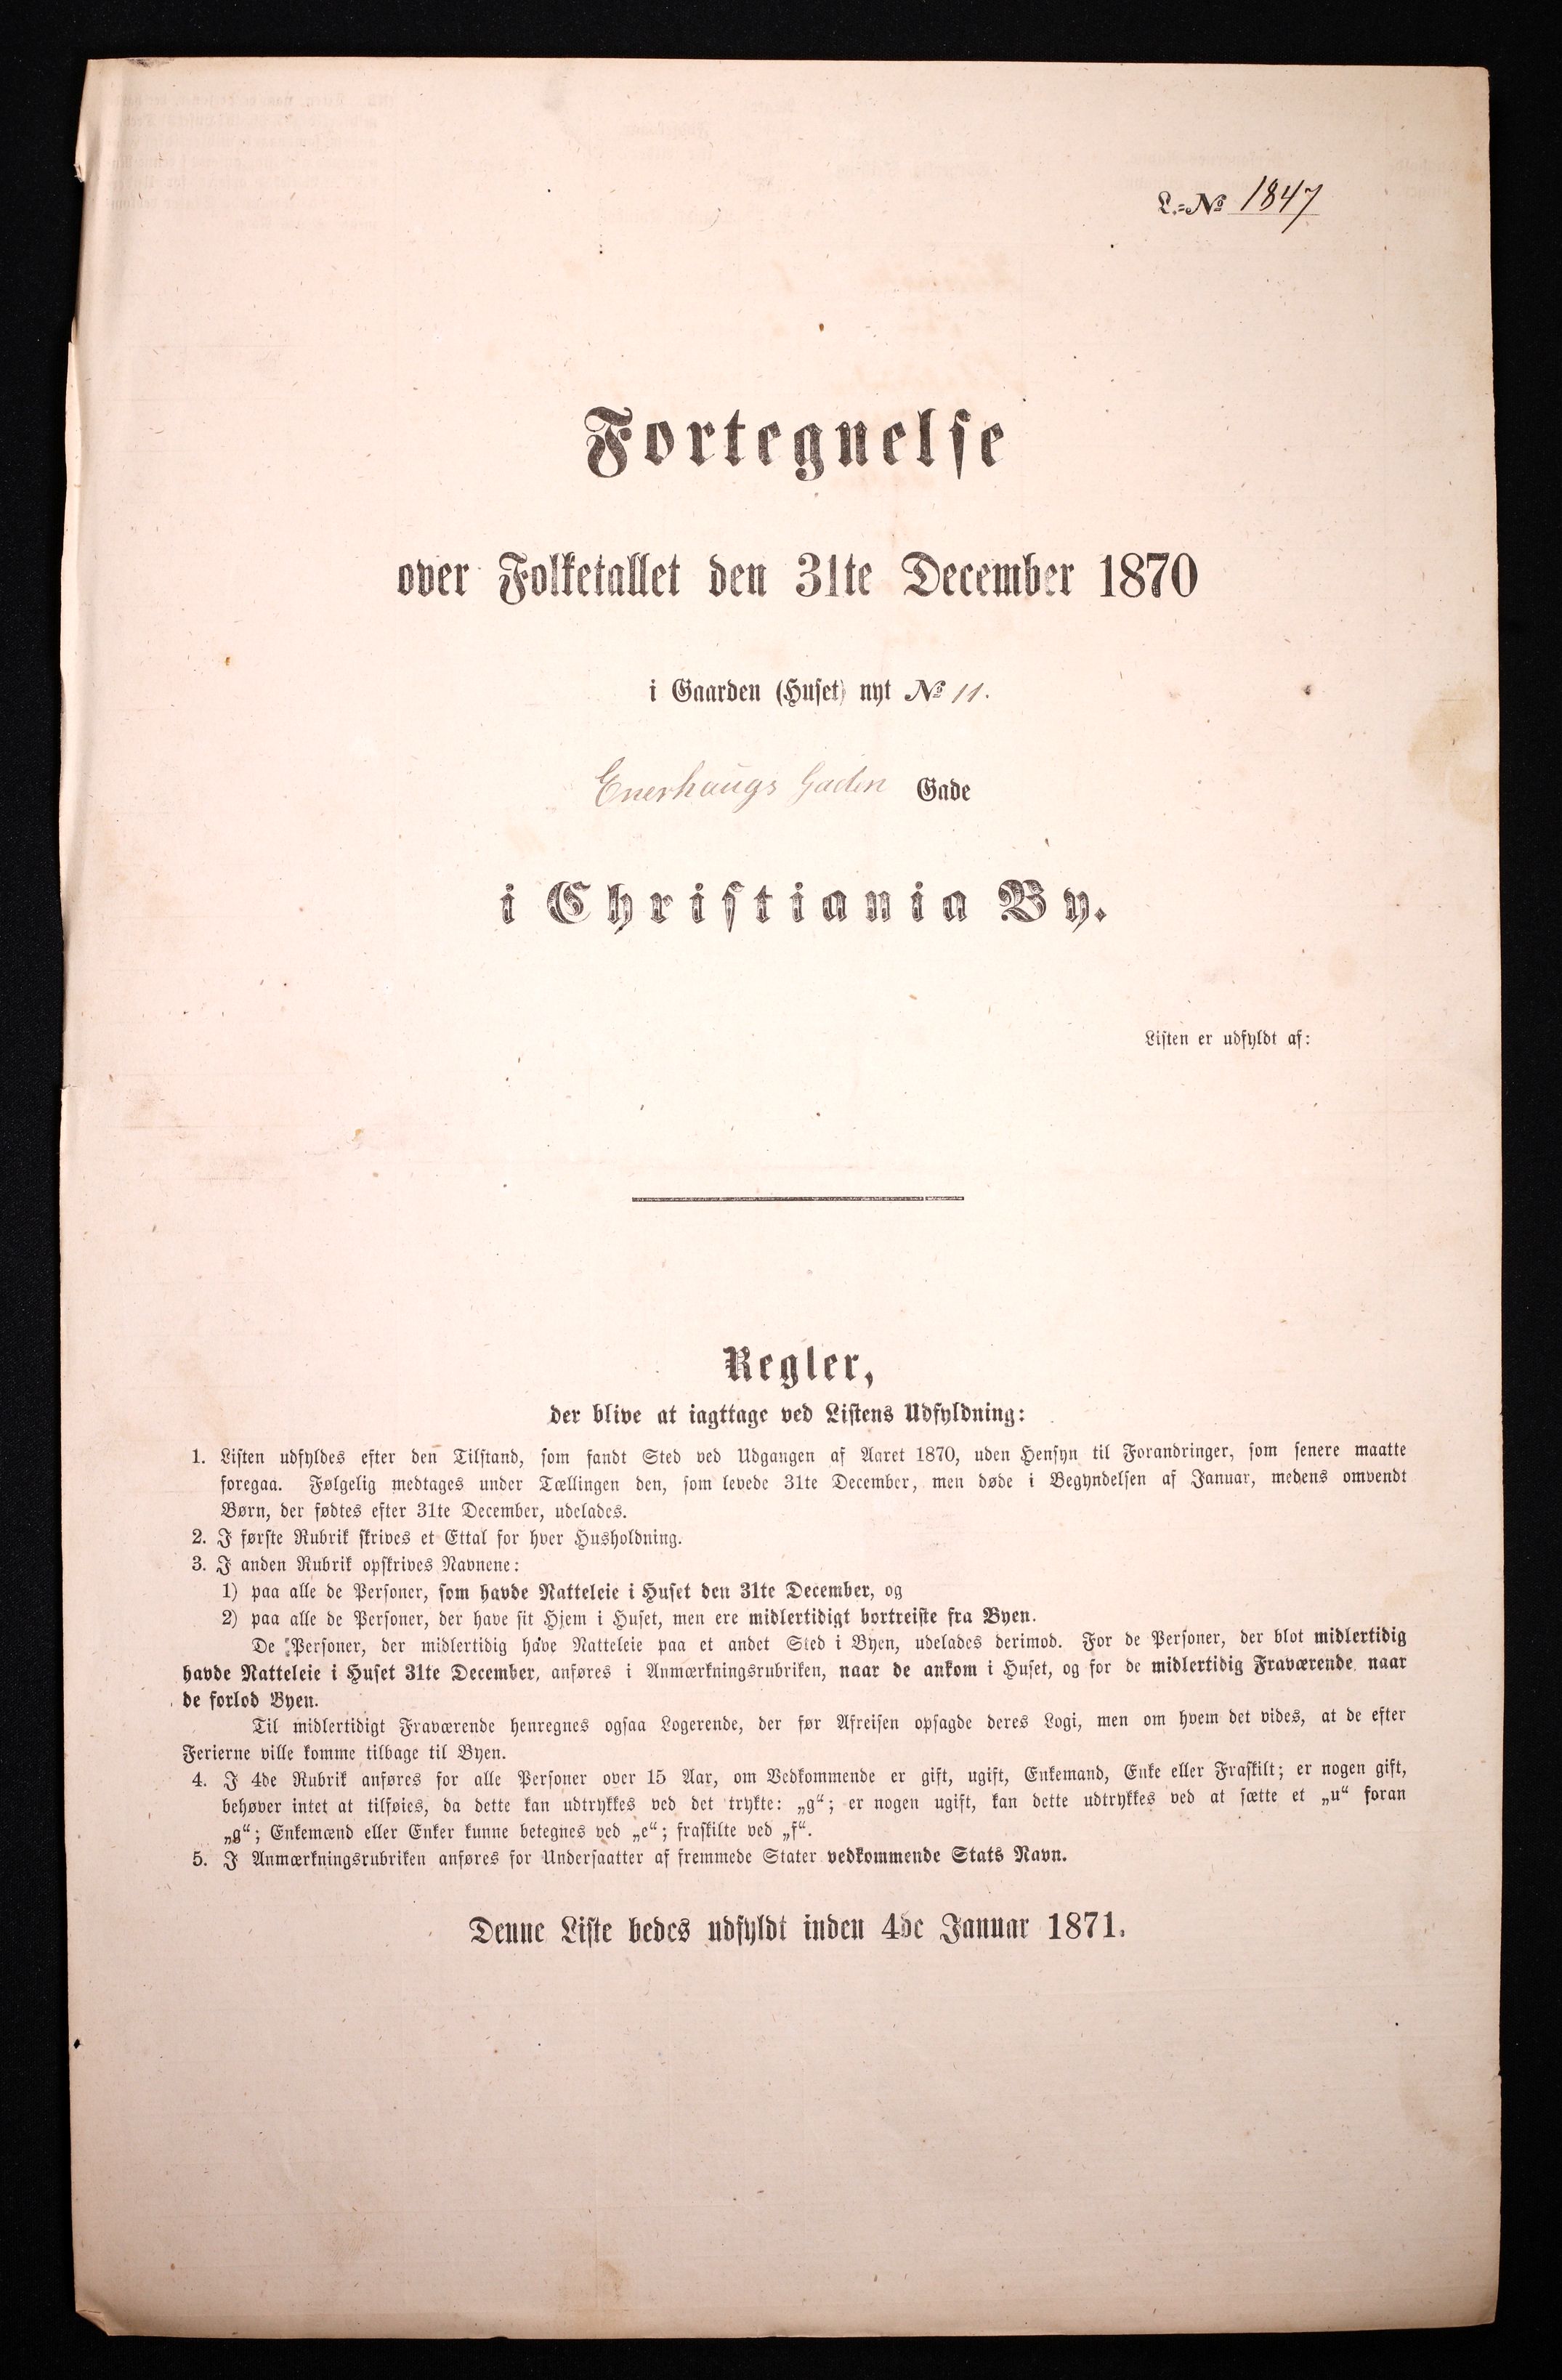 L.-No 1847
Fortegnelse
over Folketallet den 31te December 1870
i Gaarden (Huset) nyt No 11.
Enerhaugs Gaden Gade
i Christiania By.
Listen er udfyldt af:
Regler,
der blive at iagttage ved Listens Udfyldning:
1. Listen udfyldes efter den Tilstand, som fandt Sted ved Udgangen af Aaret 1870, uden Hensyn til Forandringer, som senere maatte
foregaa. Følgelig medtages under Tællingen den, som levede 31te December, men døde i Begyndelsen af Januar, medens omvendt
Børn, der fødtes efter 31te December, udelades.
2. I første Rubrik skrives et Ettal for hver Husholdning.
3. I anden Rubrik opskrives Navnene:
1) paa alle de Personer, som havde Natteleie i Huset den 31te December, og
2) paa alle de Personer, der have sit Hjem i Huset, men ere midlertidigt bortreiste fra Byen.
De Personer, der midlertidig have Natteleie paa et andet Sted i Byen, udelades derimod. For de Personer, der blot midlertidig
havde Natteleie i Huset 31te December, anføres i Anmærkningsrubriken, naar de ankom i Huset, og for de midlertidig Fraværende naar
de forlod Byen.
Til midlertidigt Fraværende henregnes ogsaa Logerende, der før Afreisen opsagde deres Logi, men om hvem det vides, at de efter
Ferierne ville komme tilbage til Byen.
4. I 4de Rubrik anføres for alle Personer over 15 Aar, om Vedkommende er gift, ugift, Enkemand, Enke eller Fraskilt; er nogen gift,
behøver intet at tilføies, da dette kan udtrykkes ved det trykte: „g“; er nogen ugift, kan dette udtrykkes ved at sætte et „u“ foran
„g“; Enkemænd eller Enker kunne betegnes ved „e“; fraskilte ved „f“.
5. I Anmærkningsrubriken anføres for Undersaatter af fremmede Stater vedkommende Stats Navn.
Denne Liste bedes udfyldt inden 4de Januar 1871.